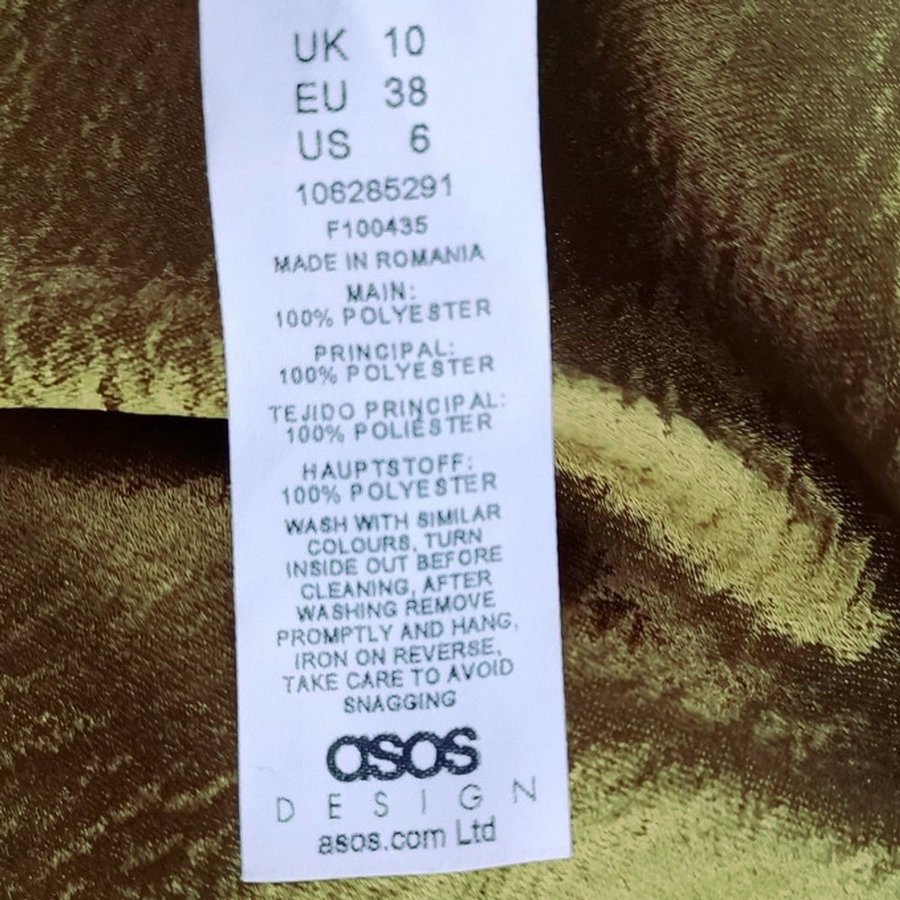 UK 10
EU 38
US 6
106285291
F100435
MADE IN ROMANIA
MAIN:
100% POLYESTER
PRINCIPAL:
100% POLYESTER
TEJIDO PRINCIPAL:
100% POLIÉSTER
HAUPTSTOFF:
100% POLYESTER
WASH WITH SIMILAR
COLOURS, TURN
INSIDE OUT BEFORE
CLEANING, AFTER
WASHING REMOVE
PROMPTLY AND HANG,
IRON ON REVERSE,
TAKE CARE TO AVOID
SNAGGING
asos
DESIGN
asos.com Ltd